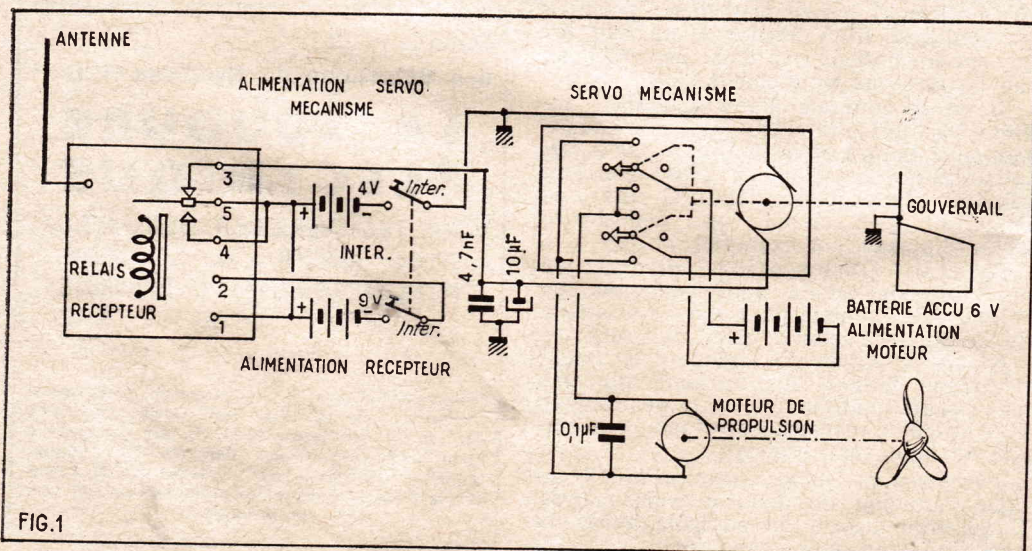 ANTENNE
ALIMENTATION SERVO
MECANISME
SERVO MECANISME
3
5
4
2
1
RELAIS
RECEPTEUR
4V
+
-
Inter.
INTER.
9V
+
-
Inter.
ALIMENTATION RECEPTEUR
4,7nF
10µF
GOUVERNAIL
BATTERIE ACCU 6 V
ALIMENTATION
MOTEUR
+
-
0,1µF
MOTEUR DE
PROPULSION
FIG.1